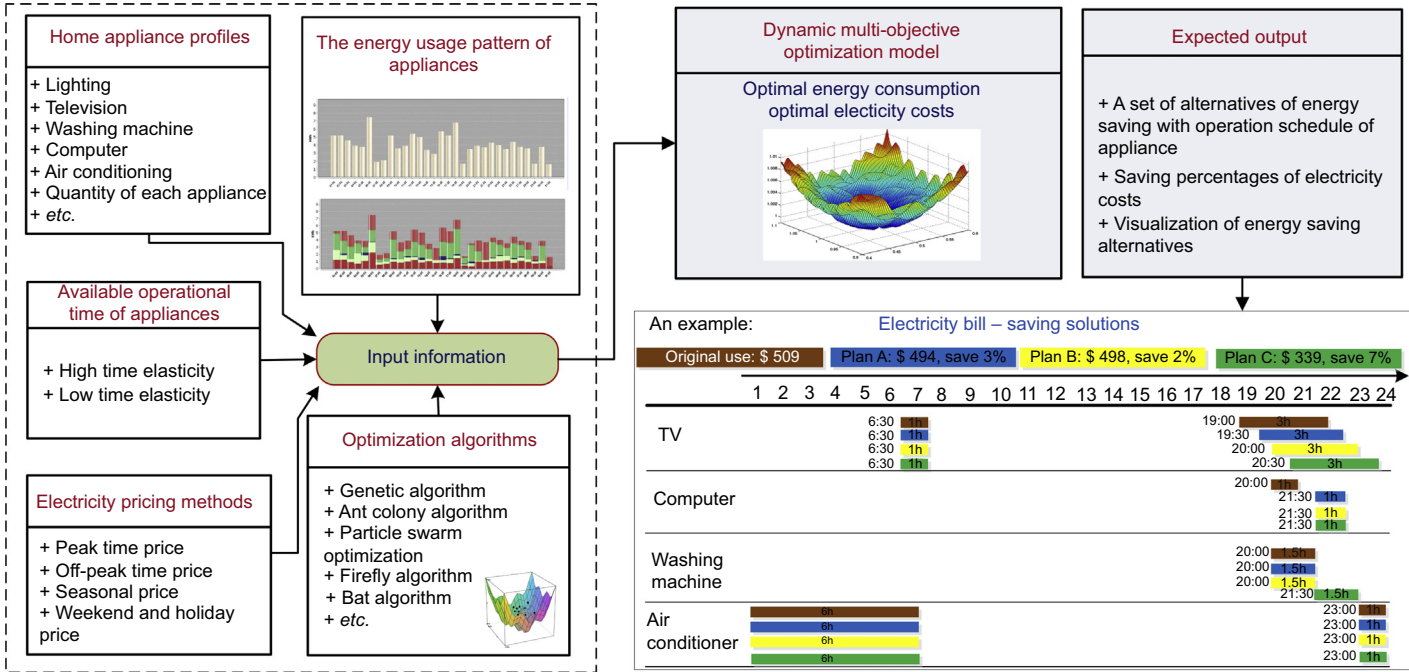 Home appliance profiles
+ Lighting
+ Television
+ Washing machine
+ Computer
+ Air conditioning
+ Quantity of each appliance
+ etc.
The energy usage pattern of
appliances
Available operational
time of appliances
+ High time elasticity
+ Low time elasticity
Input information
Electricity pricing methods
+ Peak time price
+ Off-peak time price
+ Seasonal price
+ Weekend and holiday
price
Optimization algorithms
+ Genetic algorithm
+ Ant colony algorithm
+ Particle swarm
optimization
+ Firefly algorithm
+ Bat algorithm
+ etc.
Dynamic multi-objective
optimization model
Optimal energy consumption
optimal electicity costs
Expected output
+ A set of alternatives of energy
saving with operation schedule of
appliance
+ Saving percentages of electricity
costs
+ Visualization of energy saving
alternatives
An example:
Electricity bill – saving solutions
Original use: $ 509
Plan A: $ 494, save 3%
Plan B: $ 498, save 2%
Plan C: $ 339, save 7%
1 2 3 4 5 6 7 8 9 10 11 12 13 14 15 16 17 18 19 20 21 22 23 24
TV
6:30 1h 19:00 3h
6:30 1h 19:30 3h
6:30 1h 20:00 3h
6:30 1h 20:30 3h
Computer
20:00 1h
21:30 1h
21:30 1h
21:30 1h
Washing
machine
20:00 1.5h
20:00 1.5h
20:00 1.5h
21:30 1.5h
Air
conditioner
6h 23:00 1h
6h 23:00 1h
6h 23:00 1h
6h 23:00 1h